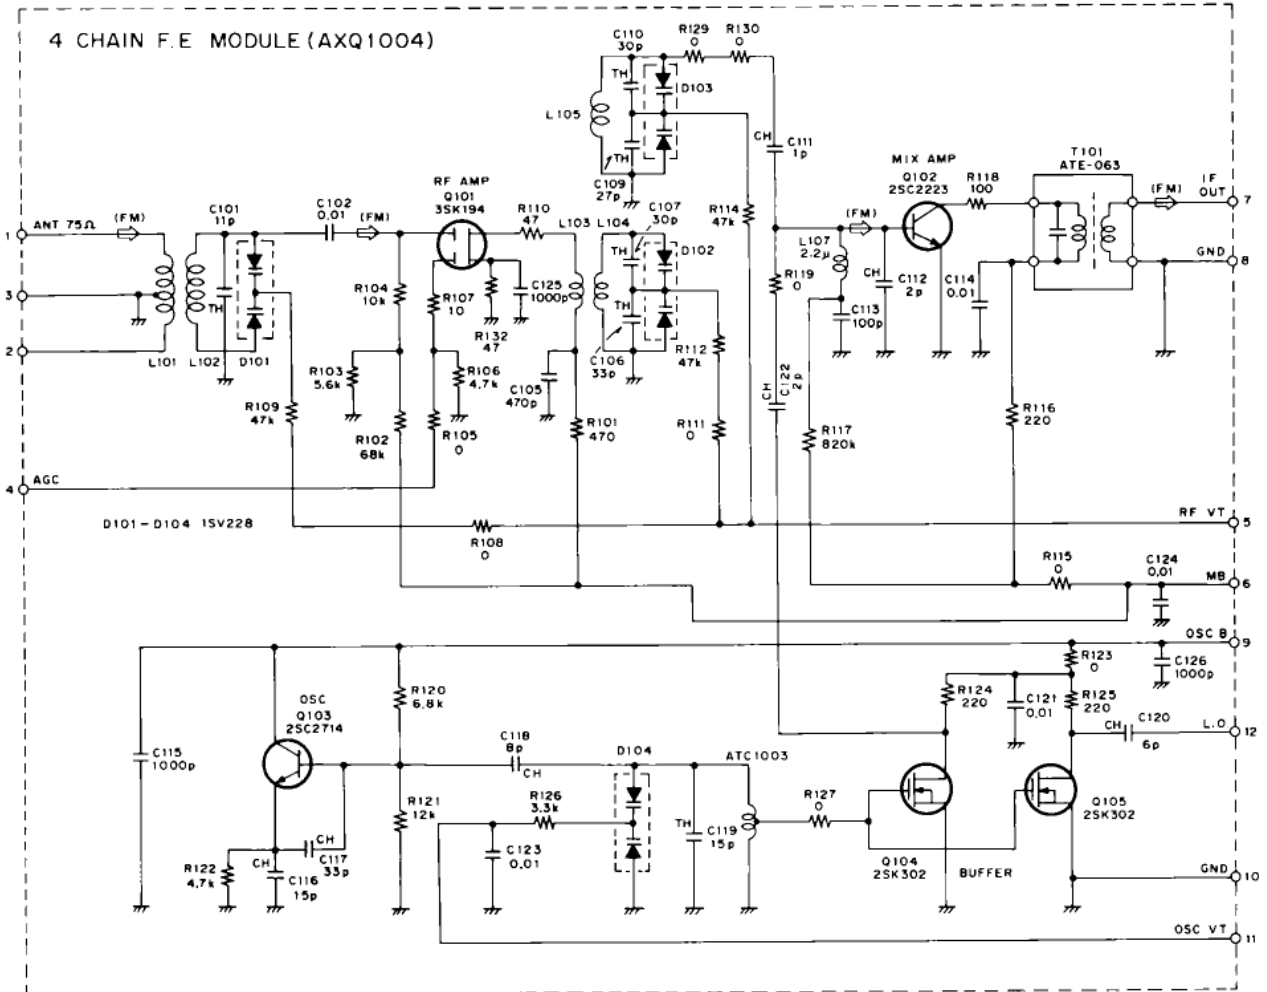 4 CHAIN F.E MODULE (AXQ1004)
C110
30p
R129
0
R130
0
TH
D103
L105
TH
C109
27p
CH
C111
1p
MIX AMP
Q102
2SC2223
R118
100
T101
ATE-063
(FM)
IF
OUT
7
1
ANT 75Ω
(FM)
C101
11p
C102
0.01
(FM)
RF AMP
Q101
3SK194
R110
47
L103
L104
C107
30p
TH
D102
R114
47k
(FM)
L107
2.2μ
GND
8
3
TH
R104
10k
R107
10
C125
1000p
R132
47
TH
C106
33p
R119
0
CH
C112
2p
C113
100p
C114
0.01
2
L101
L102
D101
R103
5.6k
R106
4.7k
C105
470p
R112
47k
CH
C122
2p
R109
47k
R102
68k
R105
0
R101
470
R111
0
R117
820k
R116
220
4
AGC
D101-D104 1SV228
R108
0
RF VT
5
R115
0
C124
0.01
MB
6
OSC B
9
R123
0
C126
1000p
OSC
Q103
2SC2714
R120
6.8k
R124
220
C121
0.01
R125
220
CH
C120
6p
L.O
12
C115
1000p
C118
8p
CH
D104
ATC1003
R121
12k
R126
3.3k
TH
C119
15p
R127
0
Q105
2SK302
CH
C117
33p
C123
0.01
R122
4.7k
CH
C116
15p
Q104
2SK302
BUFFER
GND
10
OSC VT
11